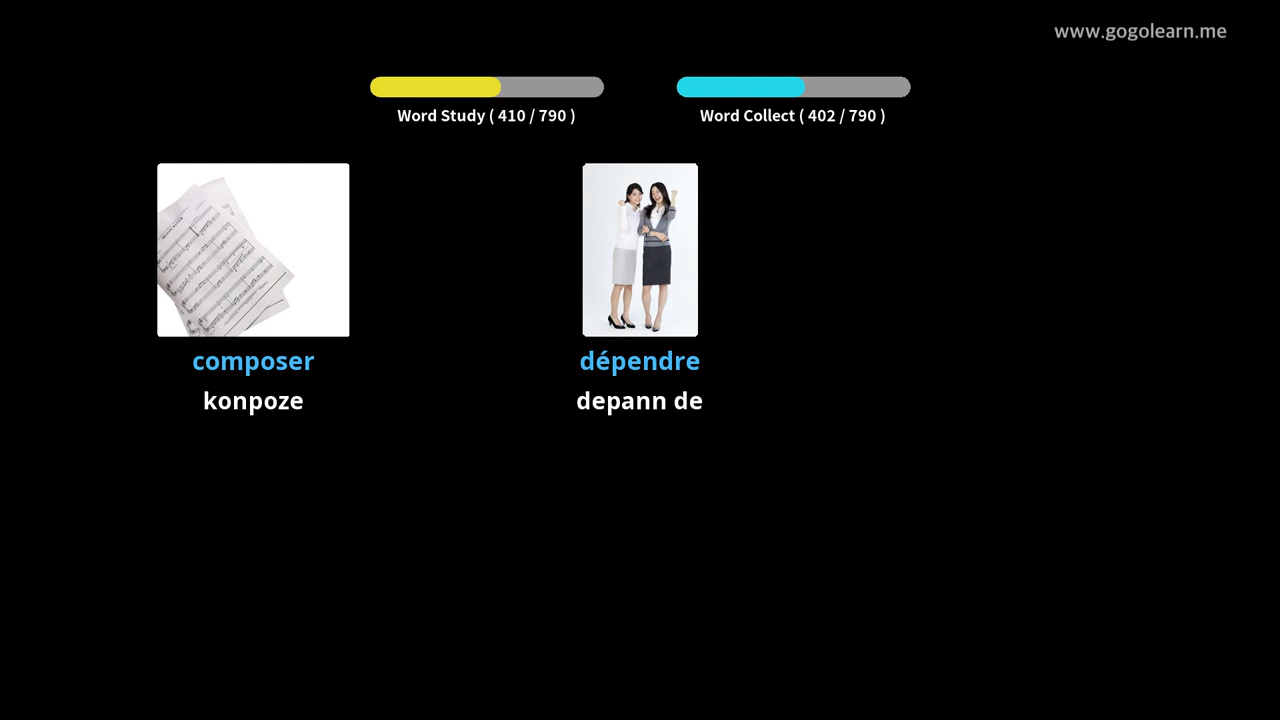 www.gogolearn.me
Word Study ( 410 / 790 )
Word Collect ( 402 / 790 )
composer
konpoze
dépendre
depann de